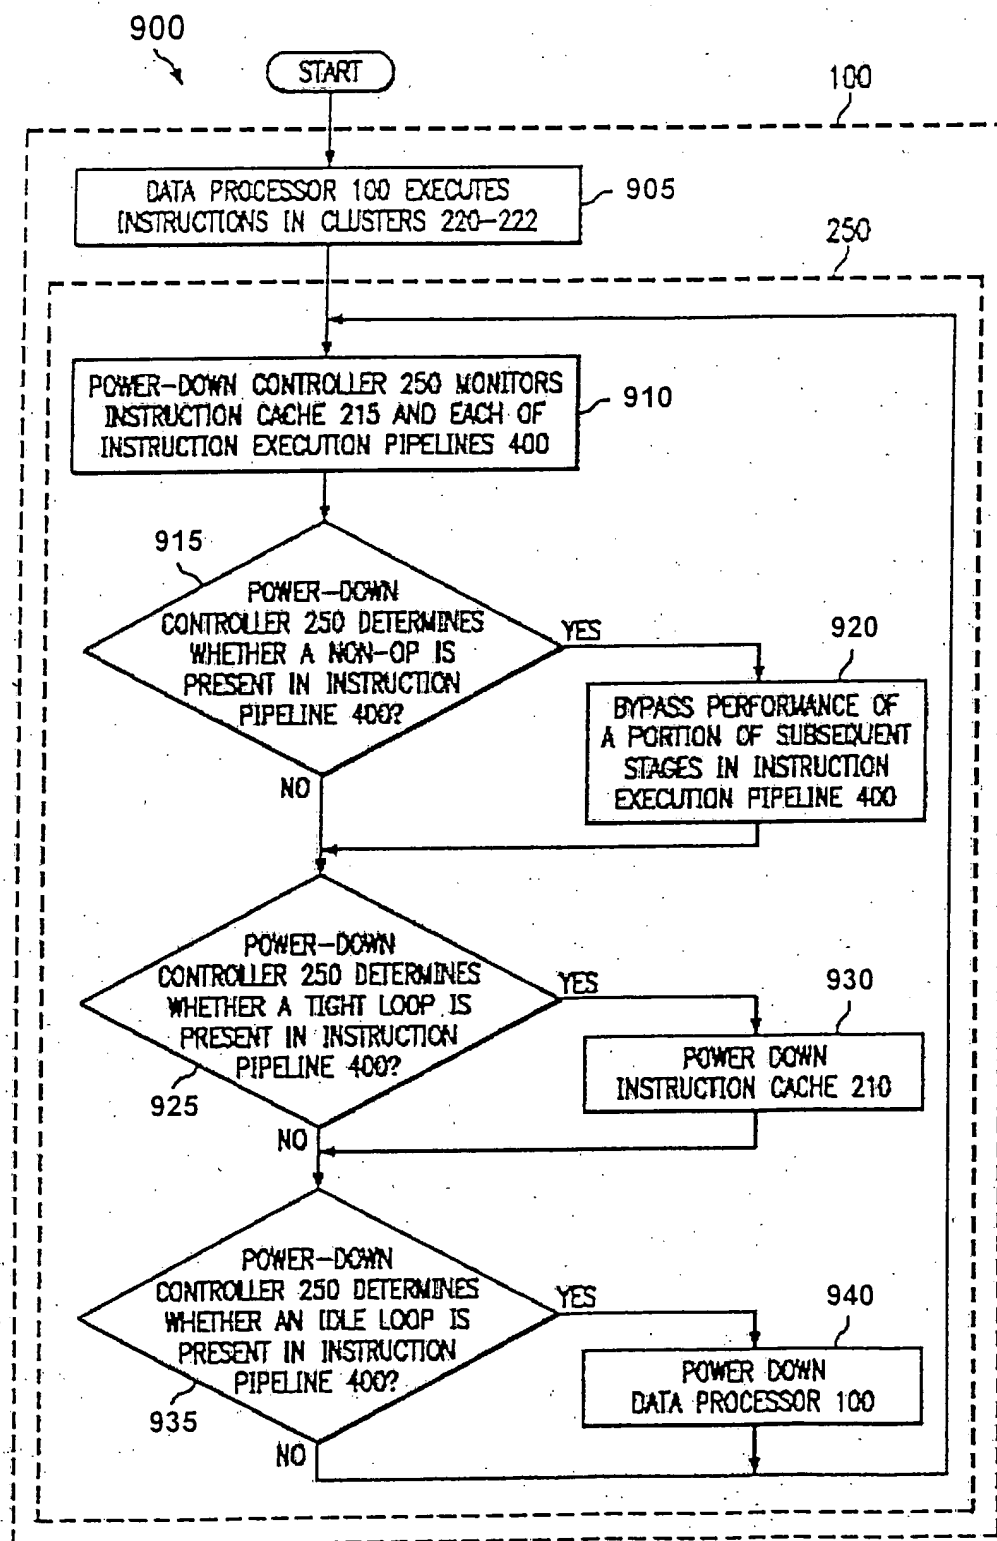 900
START
100
DATA PROCESSOR 100 EXECUTES
INSTRUCTIONS IN CLUSTERS 220-222
905
250
POWER-DOWN CONTROLLER 250 MONITORS
INSTRUCTION CACHE 215 AND EACH OF
INSTRUCTION EXECUTION PIPELINES 400
910
915
POWER-DOWN
CONTROLLER 250 DETERMINES
WHETHER A NON-OP IS
PRESENT IN INSTRUCTION
PIPELINE 400?
YES
NO
920
BYPASS PERFORMANCE OF
A PORTION OF SUBSEQUENT
STAGES IN INSTRUCTION
EXECUTION PIPELINE 400
POWER-DOWN
CONTROLLER 250 DETERMINES
WHETHER A TIGHT LOOP IS
PRESENT IN INSTRUCTION
PIPELINE 400?
925
YES
NO
930
POWER DOWN
INSTRUCTION CACHE 210
POWER-DOWN
CONTROLLER 250 DETERMINES
WHETHER AN IDLE LOOP IS
PRESENT IN INSTRUCTION
PIPELINE 400?
935
YES
NO
940
POWER DOWN
DATA PROCESSOR 100